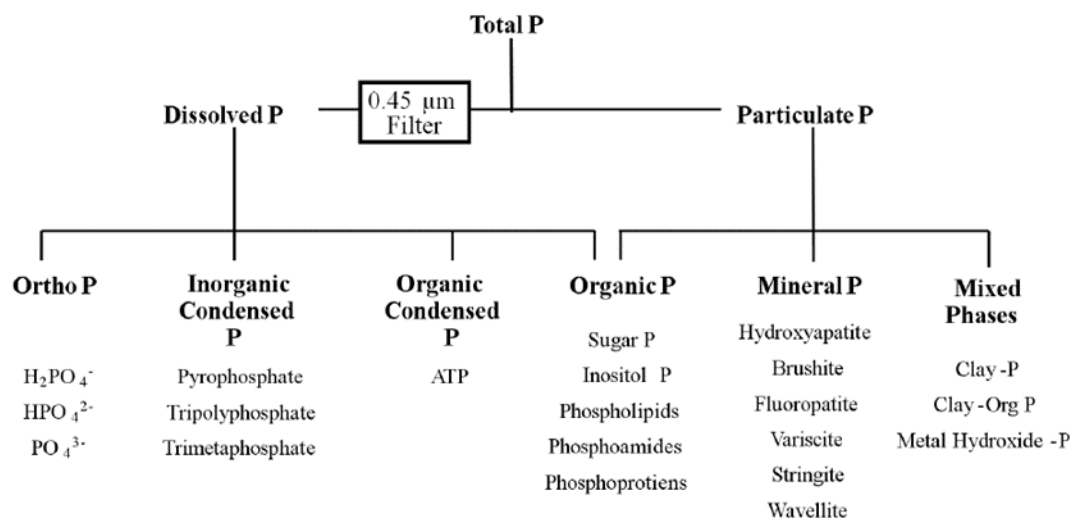 Total P
0.45 µm
Filter
Dissolved P
Particulate P
Ortho P
H₂PO₄⁻
HPO₄²⁻
PO₄³⁻
Inorganic
Condensed
P
Pyrophosphate
Tripolyphosphate
Trimetaphosphate
Organic
Condensed
P
ATP
Organic P
Sugar P
Inositol P
Phospholipids
Phosphoamides
Phosphoprotiens
Mineral P
Hydroxyapatite
Brushite
Fluoropatite
Variscite
Stringite
Wavellite
Mixed
Phases
Clay -P
Clay -Org P
Metal Hydroxide -P